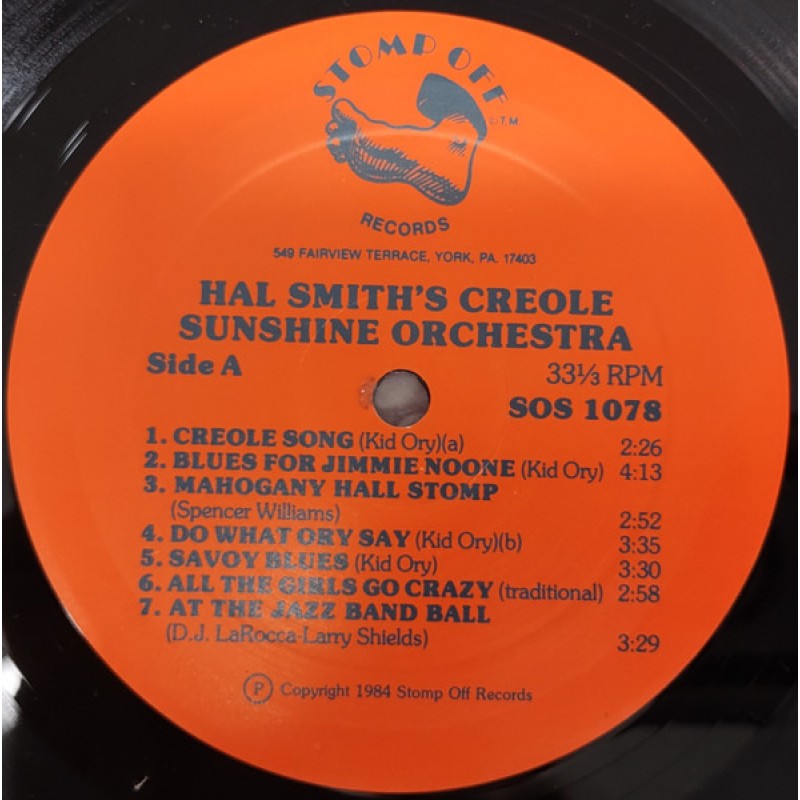 STOMP OFF
T.M.
RECORDS
549 FAIRVIEW TERRACE, YORK, PA. 17403
HAL SMITH'S CREOLE
SUNSHINE ORCHESTRA
Side A 33⅓ RPM
SOS 1078
1. CREOLE SONG (Kid Ory)(a) 2:26
2. BLUES FOR JIMMIE NOONE (Kid Ory) 4:13
3. MAHOGANY HALL STOMP
(Spencer Williams) 2:52
4. DO WHAT ORY SAY (Kid Ory)(b) 3:35
5. SAVOY BLUES (Kid Ory) 3:30
6. ALL THE GIRLS GO CRAZY (traditional) 2:58
7. AT THE JAZZ BAND BALL
(D.J. LaRocca-Larry Shields) 3:29
Ⓟ Copyright 1984 Stomp Off Records